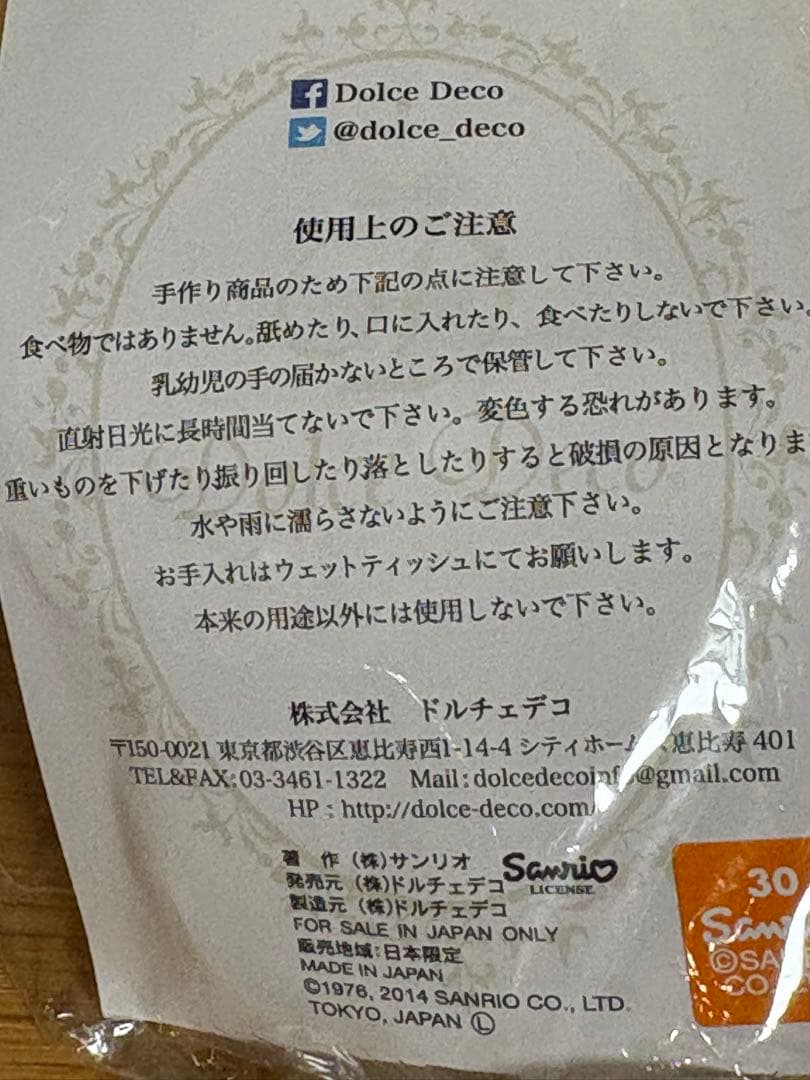 Dolce Deco
@dolce_deco
使用上のご注意
手作り商品のため下記の点に注意して下さい。
食べ物ではありません。舐めたり、口に入れたり、食べたりしないで下さい。
乳幼児の手の届かないところで保管して下さい。
直射日光に長時間当てないで下さい。変色する恐れがあります。
重いものを下げたり振り回したり落としたりすると破損の原因となりま
水や雨に濡らさないようにご注意下さい。
お手入れはウェットティッシュにてお願いします。
本来の用途以外には使用しないで下さい。
株式会社 ドルチェデコ
〒150-0021 東京都渋谷区恵比寿西1-14-4 シティホーム 恵比寿 401
TEL&FAX:03-3461-1322 Mail:dolcedecoinfo@gmail.com
HP : http://dolce-deco.com/
著 作 (株)サンリオ
Sanrio
LICENSE
発売元 (株)ドルチェデコ
製造元 (株)ドルチェデコ
FOR SALE IN JAPAN ONLY
販売地域:日本限定
MADE IN JAPAN
©1976, 2014 SANRIO CO., LTD.
TOKYO, JAPAN Ⓛ
30
San
©SA
CO.